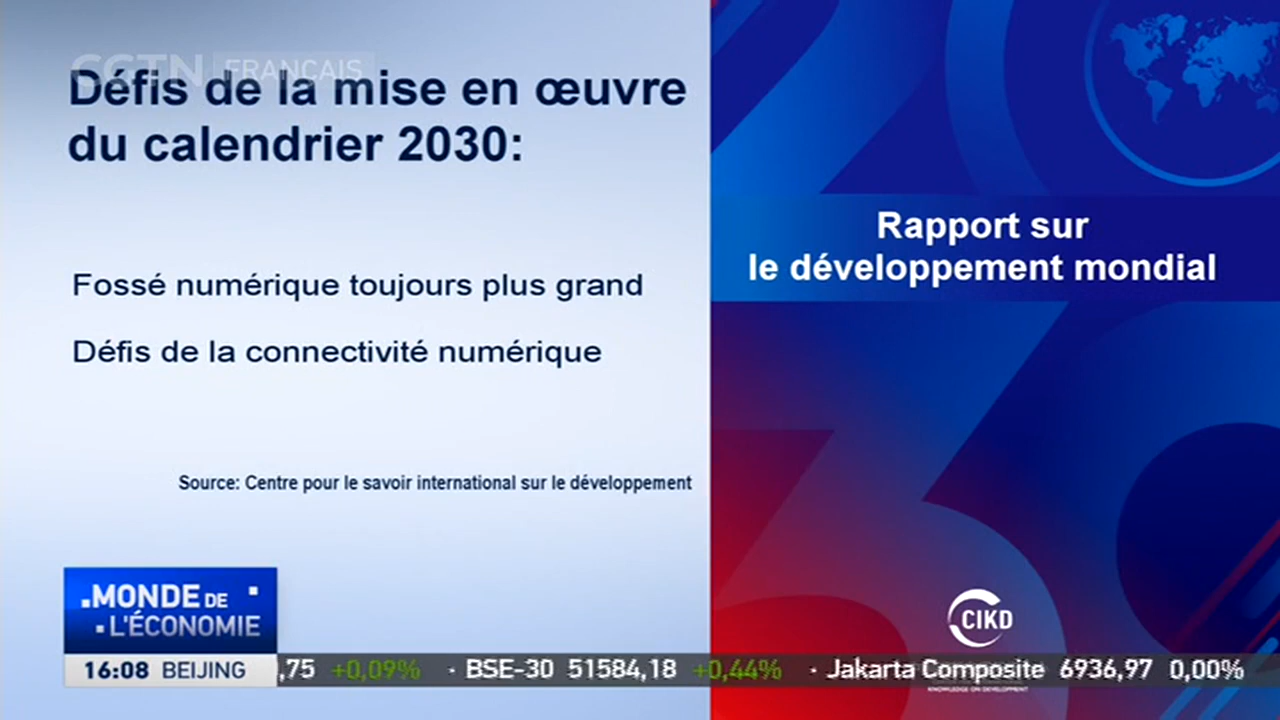 CGTN FRANÇAIS
Défis de la mise en œuvre
du calendrier 2030:
Fossé numérique toujours plus grand
Défis de la connectivité numérique
Source: Centre pour le savoir international sur le développement
Rapport sur
le développement mondial
CIKD
KNOWLEDGE ON DEVELOPMENT
MONDE DE
L'ÉCONOMIE
16:08 BEIJING ,75 +0,09% · BSE-30 51584,18 +0,44% · Jakarta Composite 6936,97 0,00%